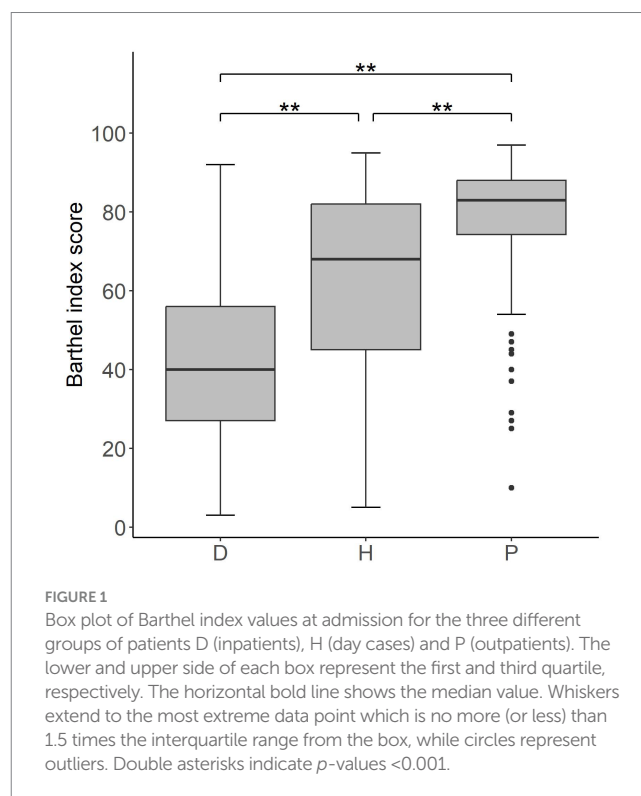 **
** **
100
80
60
40
20
0
Barthel index score
D H P
FIGURE 1
Box plot of Barthel index values at admission for the three different
groups of patients D (inpatients), H (day cases) and P (outpatients). The
lower and upper side of each box represent the first and third quartile,
respectively. The horizontal bold line shows the median value. Whiskers
extend to the most extreme data point which is no more (or less) than
1.5 times the interquartile range from the box, while circles represent
outliers. Double asterisks indicate p-values <0.001.